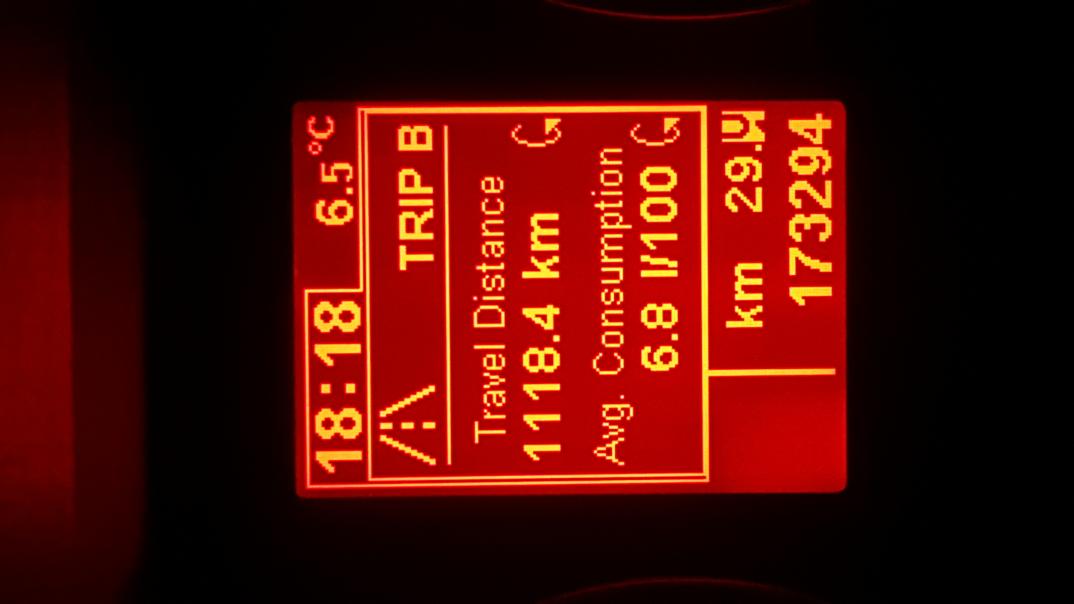 18:18 6.5 °C
TRIP B
Travel Distance
1118.4 km
Avg. Consumption
6.8 l/100
km 29.
173294